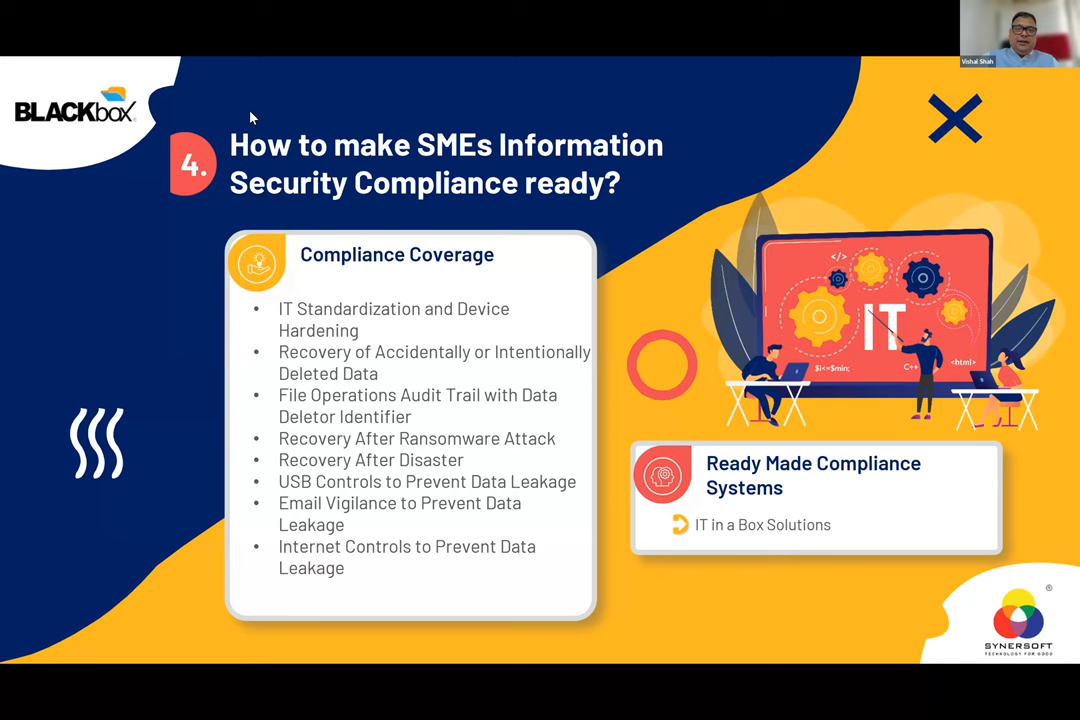 Vishal Shah
BLACKbox
4.
How to make SMEs Information
Security Compliance ready?
Compliance Coverage
• IT Standardization and Device
Hardening
• Recovery of Accidentally or Intentionally
Deleted Data
• File Operations Audit Trail with Data
Deletor Identifier
• Recovery After Ransomware Attack
• Recovery After Disaster
• USB Controls to Prevent Data Leakage
• Email Vigilance to Prevent Data
Leakage
• Internet Controls to Prevent Data
Leakage
</>
IT
$i<=$min;
C++
<html>
Ready Made Compliance
Systems
IT in a Box Solutions
®
SYNERSOFT
TECHNOLOGY FOR GOOD